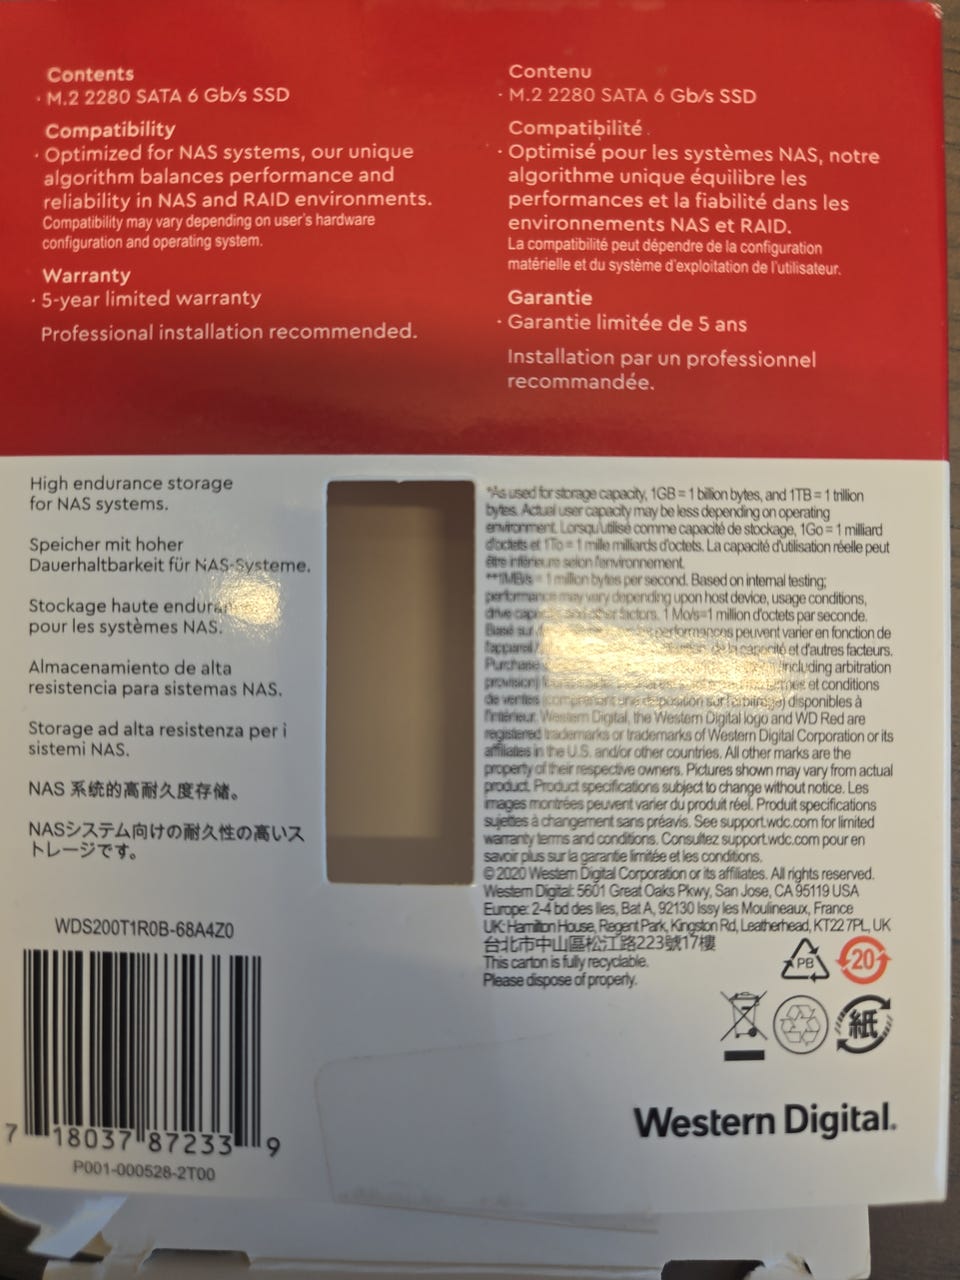 Contents
· M.2 2280 SATA 6 Gb/s SSD
Compatibility
· Optimized for NAS systems, our unique
algorithm balances performance and
reliability in NAS and RAID environments.
Compatibility may vary depending on user's hardware
configuration and operating system.
Warranty
· 5-year limited warranty
Professional installation recommended.
Contenu
· M.2 2280 SATA 6 Gb/s SSD
Compatibilité
· Optimisé pour les systèmes NAS, notre
algorithme unique équilibre les
performances et la fiabilité dans les
environnements NAS et RAID.
La compatibilité peut dépendre de la configuration
matérielle et du système d'exploitation de l'utilisateur.
Garantie
· Garantie limitée de 5 ans
Installation par un professionnel
recommandée.
High endurance storage
for NAS systems.
Speicher mit hoher
Dauerhaltbarkeit für NAS-Systeme.
Stockage haute
pour les systèmes NAS.
Almacenamiento de alta
resistencia para sistemas NAS.
Storage ad alta resistenza per i
sistemi NAS.
NAS 系统的高耐久度存储。
NASシステム向けの耐久性の高いス
トレージです。
WDS200T1R0B-68A4Z0
7 18037 87233 9
P001-000528-2T00
*As used for storage capacity, 1GB = 1 billion bytes, and 1TB = 1 trillion
bytes. Actual user capacity may be less depending on operating
environment. Lorsqu'utilisé comme capacité de stockage, 1Go = 1 milliard
d'octets et 1To = 1 mille milliards d'octets. La capacité d'utilisation réelle peut
être inférieure selon l'environnement.
**1MB/s = 1 million bytes per second. Based on internal testing;
performance may vary depending upon host device, usage conditions,
drive and other factors. 1 Mo/s=1 million d'octets par seconde.
Basé sur performances peuvent varier en fonction de
l'appareil de la capacité et d'autres facteurs.
Purchase including arbitration
provision) et conditions
de ventes (comprenant une disposition sur l'arbitrage) disponibles à
l'intérieur. Western Digital, the Western Digital logo and WD Red are
registered trademarks or trademarks of Western Digital Corporation or its
affiliates in the U.S. and/or other countries. All other marks are the
property of their respective owners. Pictures shown may vary from actual
product. Product specifications subject to change without notice. Les
images montrées peuvent varier du produit réel. Produit specifications
sujettes à changement sans préavis. See support.wdc.com for limited
warranty terms and conditions. Consultez support.wdc.com pour en
savoir plus sur la garantie limitée et les conditions.
© 2020 Western Digital Corporation or its affiliates. All rights reserved.
Western Digital: 5601 Great Oaks Pkwy, San Jose, CA 95119 USA
Europe: 2-4 bd des Iles, Bat A, 92130 Issy les Moulineaux, France
UK: Hamilton House, Regent Park, Kingston Rd, Leatherhead, KT22 7PL, UK
台北市中山區松江路223號17樓
This carton is fully recyclable.
Please dispose of properly.
PB
20
紙
Western Digital.